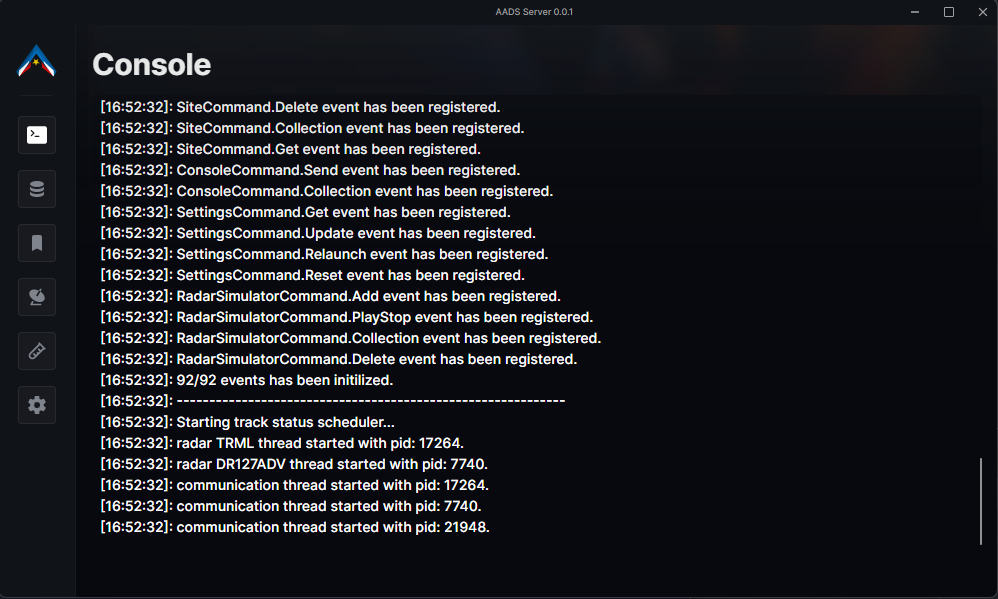 AADS Server 0.0.1
Console
[16:52:32]: SiteCommand.Delete event has been registered.
[16:52:32]: SiteCommand.Collection event has been registered.
[16:52:32]: SiteCommand.Get event has been registered.
[16:52:32]: ConsoleCommand.Send event has been registered.
[16:52:32]: ConsoleCommand.Collection event has been registered.
[16:52:32]: SettingsCommand.Get event has been registered.
[16:52:32]: SettingsCommand.Update event has been registered.
[16:52:32]: SettingsCommand.Relaunch event has been registered.
[16:52:32]: SettingsCommand.Reset event has been registered.
[16:52:32]: RadarSimulatorCommand.Add event has been registered.
[16:52:32]: RadarSimulatorCommand.PlayStop event has been registered.
[16:52:32]: RadarSimulatorCommand.Collection event has been registered.
[16:52:32]: RadarSimulatorCommand.Delete event has been registered.
[16:52:32]: 92/92 events has been initilized.
[16:52:32]: ------------------------------------------------------------
[16:52:32]: Starting track status scheduler...
[16:52:32]: radar TRML thread started with pid: 17264.
[16:52:32]: radar DR127ADV thread started with pid: 7740.
[16:52:32]: communication thread started with pid: 17264.
[16:52:32]: communication thread started with pid: 7740.
[16:52:32]: communication thread started with pid: 21948.